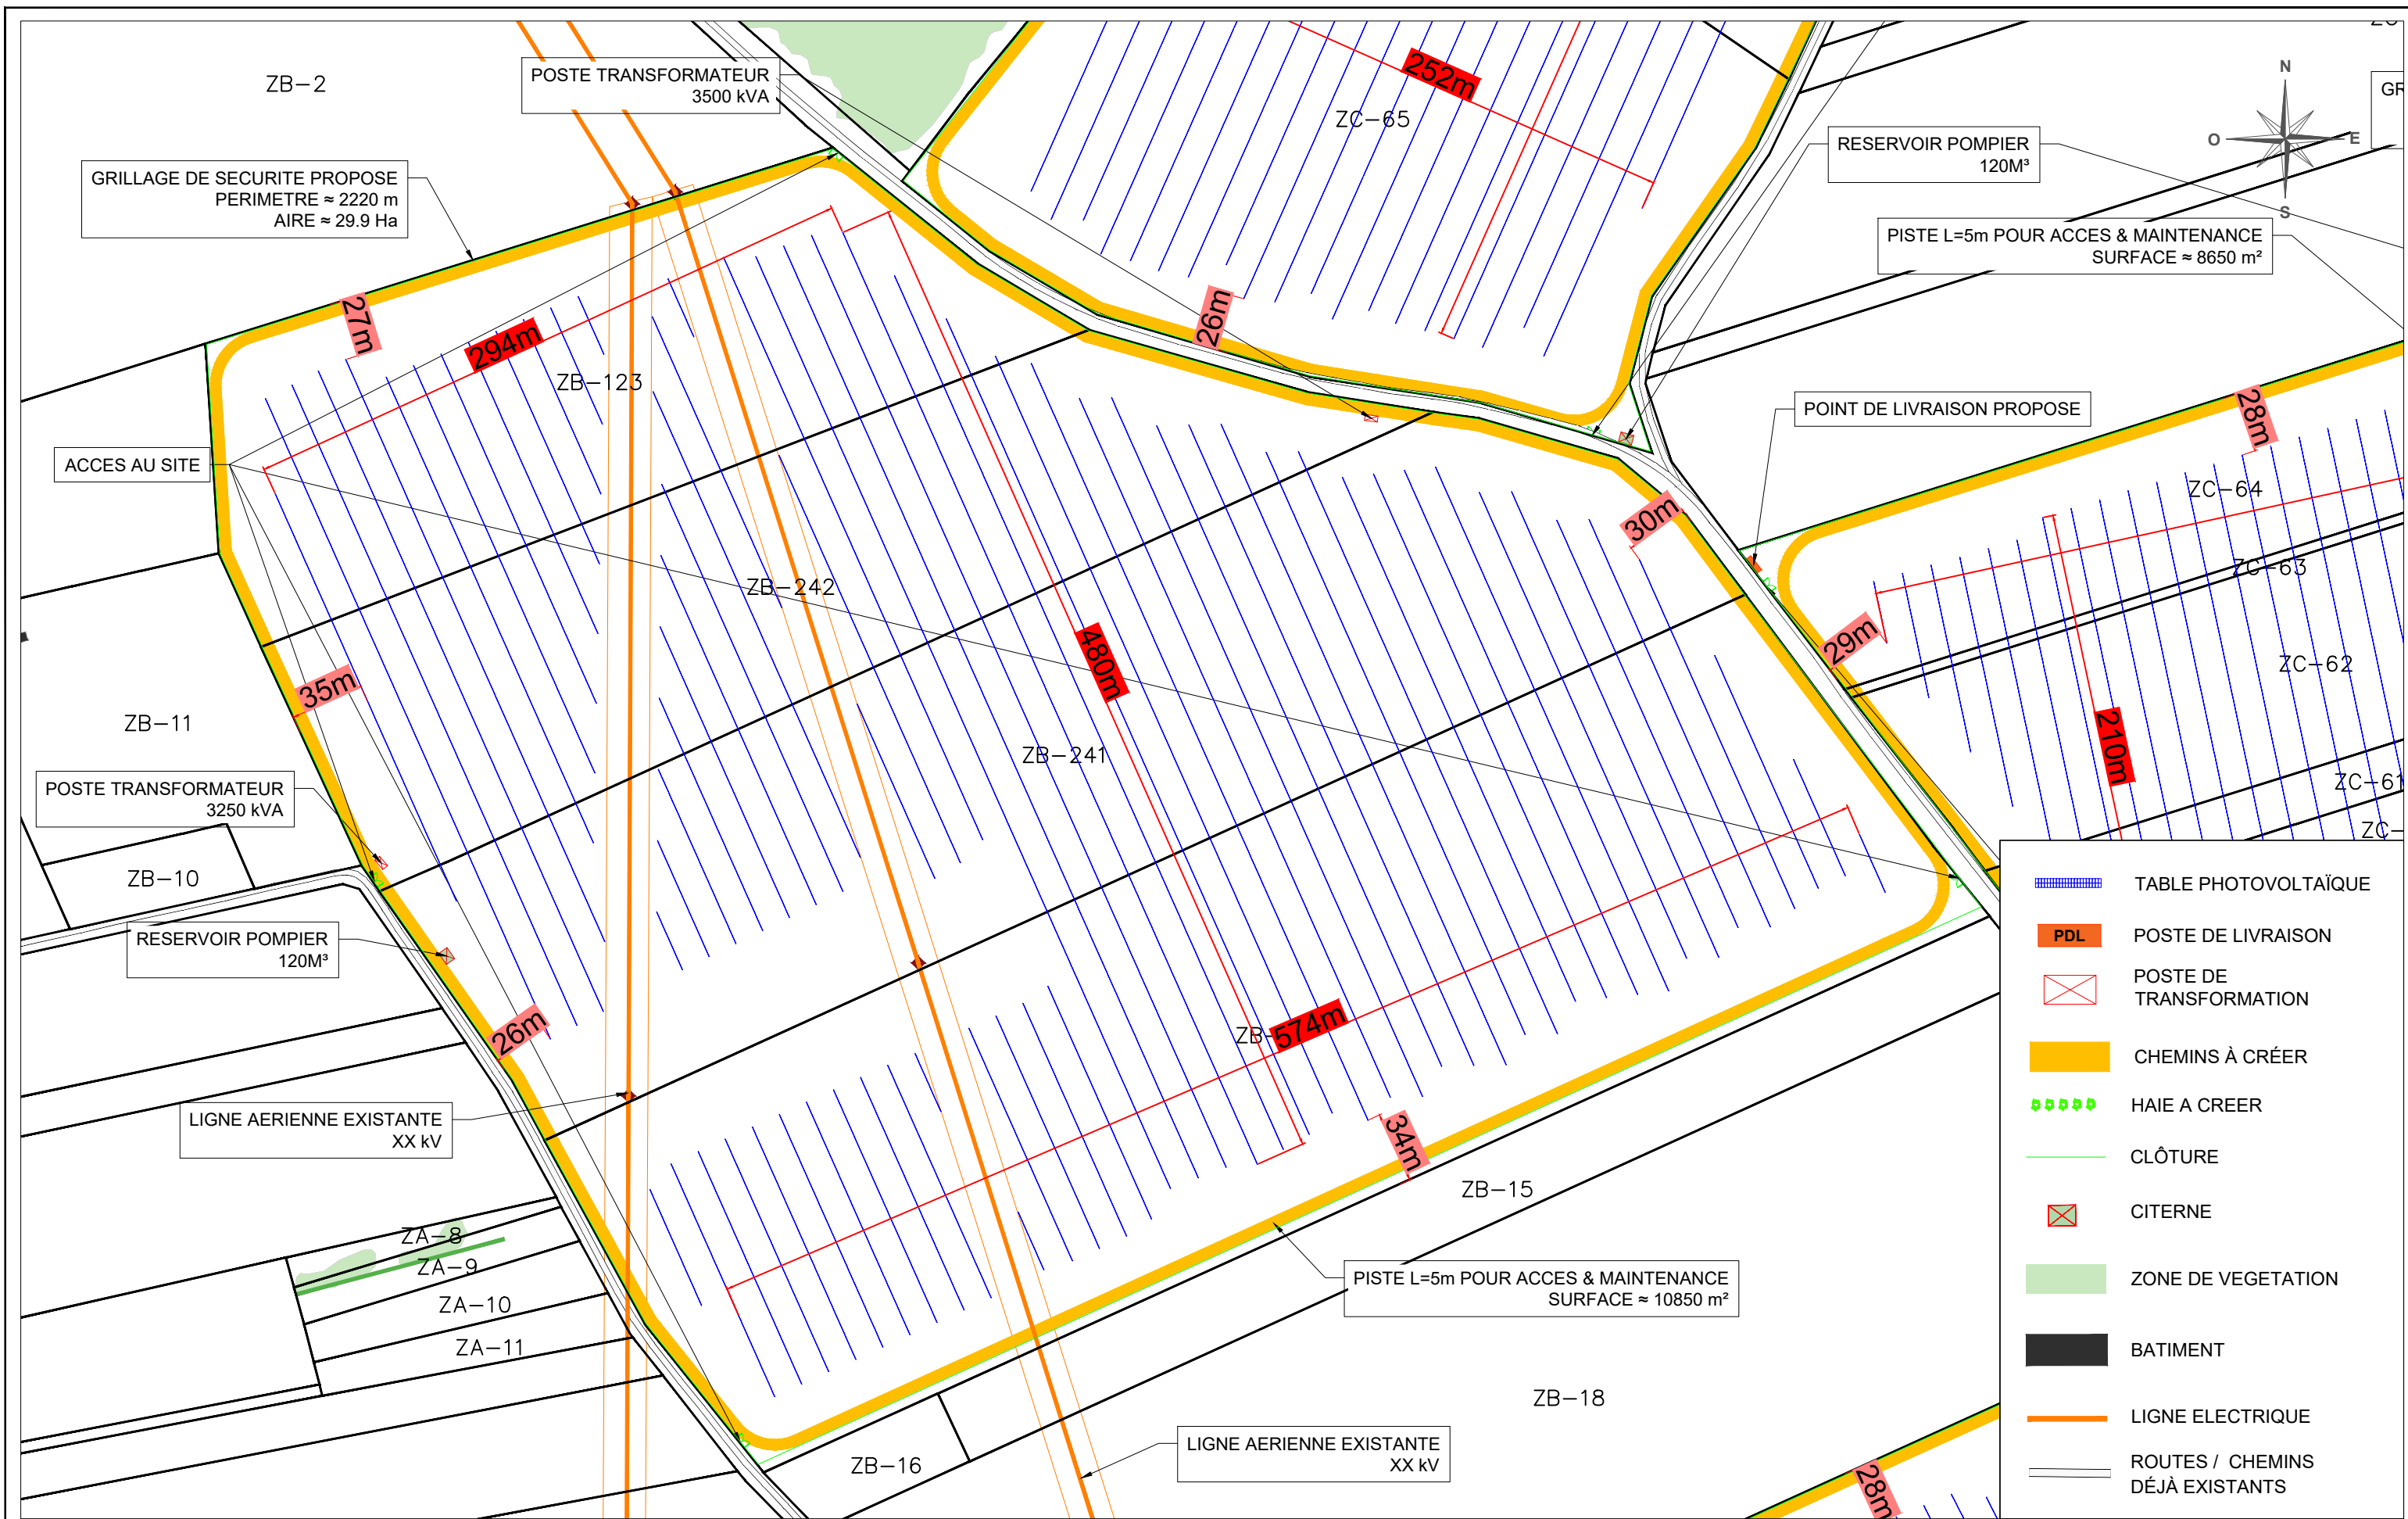 ZB-2
POSTE TRANSFORMATEUR
3500 kVA
252m
ZC-65
N
O
E
S
GR
RESERVOIR POMPIER
120M³
GRILLAGE DE SECURITE PROPOSE
PERIMETRE ≈ 2220 m
AIRE ≈ 29.9 Ha
PISTE L=5m POUR ACCES & MAINTENANCE
SURFACE ≈ 8650 m²
27m
294m
26m
ZB-123
POINT DE LIVRAISON PROPOSE
28m
ACCES AU SITE
ZC-64
30m
ZC-63
ZB-242
29m
480m
ZC-62
35m
ZB-11
ZB-241
210m
ZC-61
POSTE TRANSFORMATEUR
3250 kVA
ZC-
ZB-10
RESERVOIR POMPIER
120M³
26m
ZB-
574m
LIGNE AERIENNE EXISTANTE
XX kV
34m
ZB-15
ZA-8
ZA-9
ZA-10
ZA-11
PISTE L=5m POUR ACCES & MAINTENANCE
SURFACE ≈ 10850 m²
ZB-18
LIGNE AERIENNE EXISTANTE
XX kV
ZB-16
28m
TABLE PHOTOVOLTAÏQUE
PDL
POSTE DE LIVRAISON
POSTE DE
TRANSFORMATION
CHEMINS À CRÉER
HAIE A CREER
CLÔTURE
CITERNE
ZONE DE VEGETATION
BATIMENT
LIGNE ELECTRIQUE
ROUTES / CHEMINS
DÉJÀ EXISTANTS